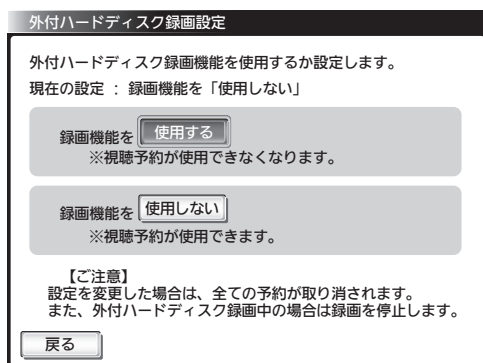 外付ハードディスク録画設定
外付ハードディスク録画機能を使用するか設定します。
現在の設定 ： 録画機能を「使用しない」
録画機能を 使用する
※視聴予約が使用できなくなります。
録画機能を 使用しない
※視聴予約が使用できます。
【ご注意】
設定を変更した場合は、全ての予約が取り消されます。
また、外付ハードディスク録画中の場合は録画を停止します。
戻る